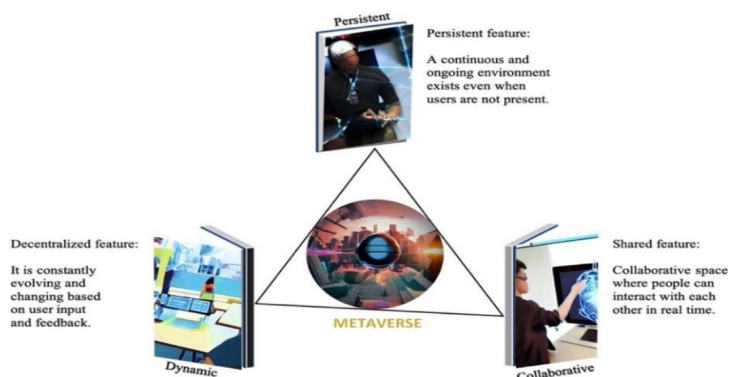 Persistent
Persistent feature:
A continuous and
ongoing environment
exists even when
users are not present.
Decentralized feature:
It is constantly
evolving and
changing based
on user input
and feedback.
Shared feature:
Collaborative space
where people can
interact with each
other in real time.
METAVERSE
Dynamic
Collaborative